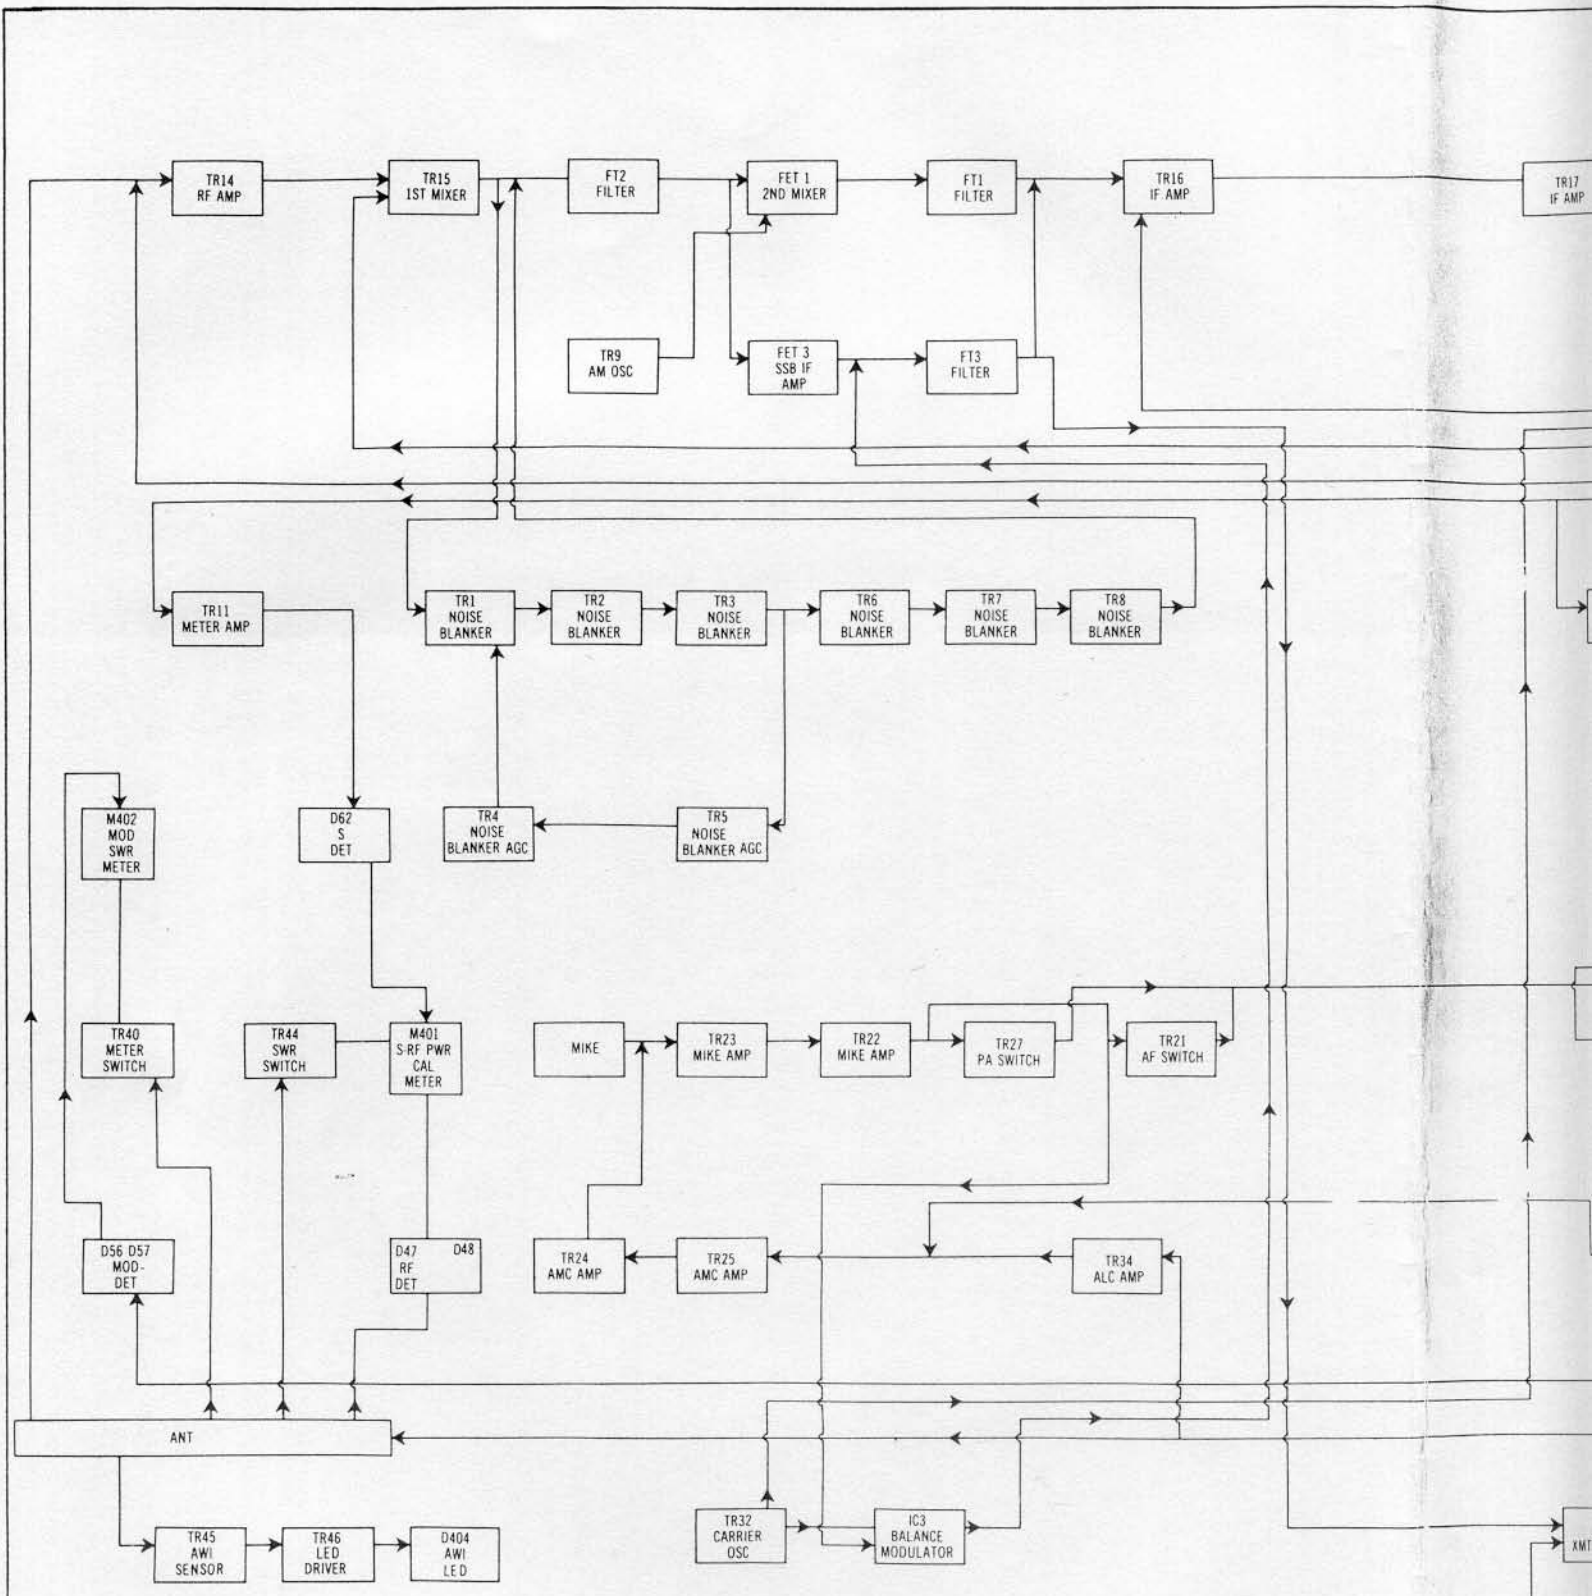 TR14
RF AMP
TR15
1ST MIXER
FT2
FILTER
FET 1
2ND MIXER
FT1
FILTER
TR16
IF AMP
TR17
IF AMP
TR9
AM OSC
FET 3
SSB IF
AMP
FT3
FILTER
TR11
METER AMP
TR1
NOISE
BLANKER
TR2
NOISE
BLANKER
TR3
NOISE
BLANKER
TR6
NOISE
BLANKER
TR7
NOISE
BLANKER
TR8
NOISE
BLANKER
M402
MOD
SWR
METER
D62
S
DET
TR4
NOISE
BLANKER AGC
TR5
NOISE
BLANKER AGC
TR40
METER
SWITCH
TR44
SWR
SWITCH
M401
S-RF PWR
CAL
METER
MIKE
TR23
MIKE AMP
TR22
MIKE AMP
TR27
PA SWITCH
TR21
AF SWITCH
D56 D57
MOD-
DET
D47 D48
RF
DET
TR24
AMC AMP
TR25
AMC AMP
TR34
ALC AMP
ANT
TR45
AWI
SENSOR
TR46
LED
DRIVER
D404
AWI
LED
TR32
CARRIER
OSC
IC3
BALANCE
MODULATOR
XMT